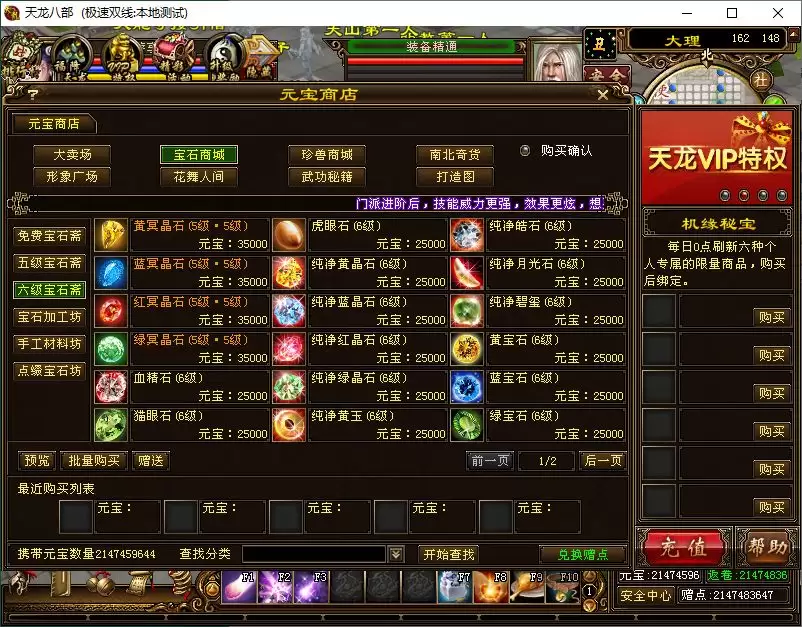 天龙八部 (极速双线:本地测试)
装备精通
丑
大理 162 148
北
安全
社
? 元宝商店
元宝商店
大卖场 宝石商城 珍兽商城 南北奇货 购买确认
形象广场 花舞人间 武功秘籍 打造图
门派进阶后，技能威力更强，效果更炫，想
天龙VIP特权
机缘秘宝
每日0点刷新六种个
人专属的限量商品，购买
后绑定。
购买
购买
购买
购买
购买
购买
免费宝石斋
五级宝石斋
六级宝石斋
宝石加工坊
手工材料坊
点缀宝石坊
黄冥晶石(5级·5级) 虎眼石(6级) 纯净皓石(6级)
元宝：35000 元宝：25000 元宝：25000
蓝冥晶石(5级·5级) 纯净黄晶石(6级) 纯净月光石(6级)
元宝：35000 元宝：25000 元宝：25000
红冥晶石(5级·5级) 纯净蓝晶石(6级) 纯净碧玺(6级)
元宝：35000 元宝：25000 元宝：25000
绿冥晶石(5级·5级) 纯净红晶石(6级) 黄宝石(6级)
元宝：35000 元宝：25000 元宝：25000
血精石(6级) 纯净绿晶石(6级) 蓝宝石(6级)
元宝：25000 元宝：25000 元宝：25000
猫眼石(6级) 纯净黄玉(6级) 绿宝石(6级)
元宝：25000 元宝：25000 元宝：25000
预览 批量购买 赠送 前一页 1/2 后一页
最近购买列表
元宝： 元宝： 元宝： 元宝： 元宝：
携带元宝数量2147459644 查找分类 开始查找 兑换赠点
充值 帮助
F1 F2 F3 F7 F8 F9 F10 1
元宝:21474596 返卷:21474836
安全中心 赠点:2147483647